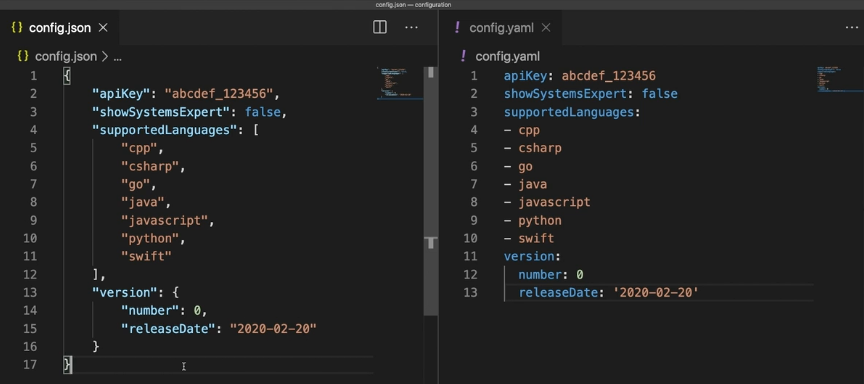 config.json — configuration
{} config.json ×
{} config.json > ...
1 {
2 "apiKey": "abcdef_123456",
3 "showSystemsExpert": false,
4 "supportedLanguages": [
5 "cpp",
6 "csharp",
7 "go",
8 "java",
9 "javascript",
10 "python",
11 "swift"
12 ],
13 "version": {
14 "number": 0,
15 "releaseDate": "2020-02-20"
16 }
17 }
! config.yaml ×
! config.yaml
1 apiKey: abcdef_123456
2 showSystemsExpert: false
3 supportedLanguages:
4 - cpp
5 - csharp
6 - go
7 - java
8 - javascript
9 - python
10 - swift
11 version:
12 number: 0
13 releaseDate: '2020-02-20'